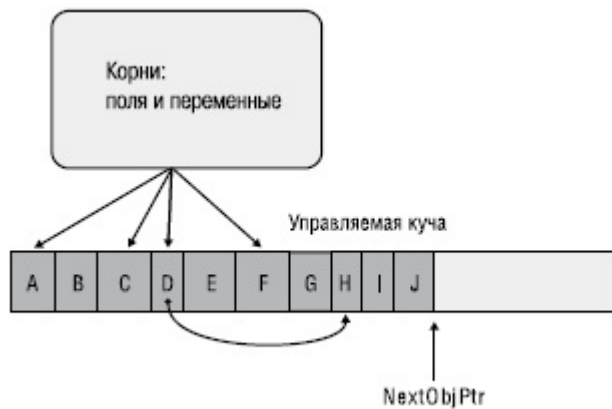 Корни:
поля и переменные
Управляемая куча
A B C D E F G H I J
NextObjPtr